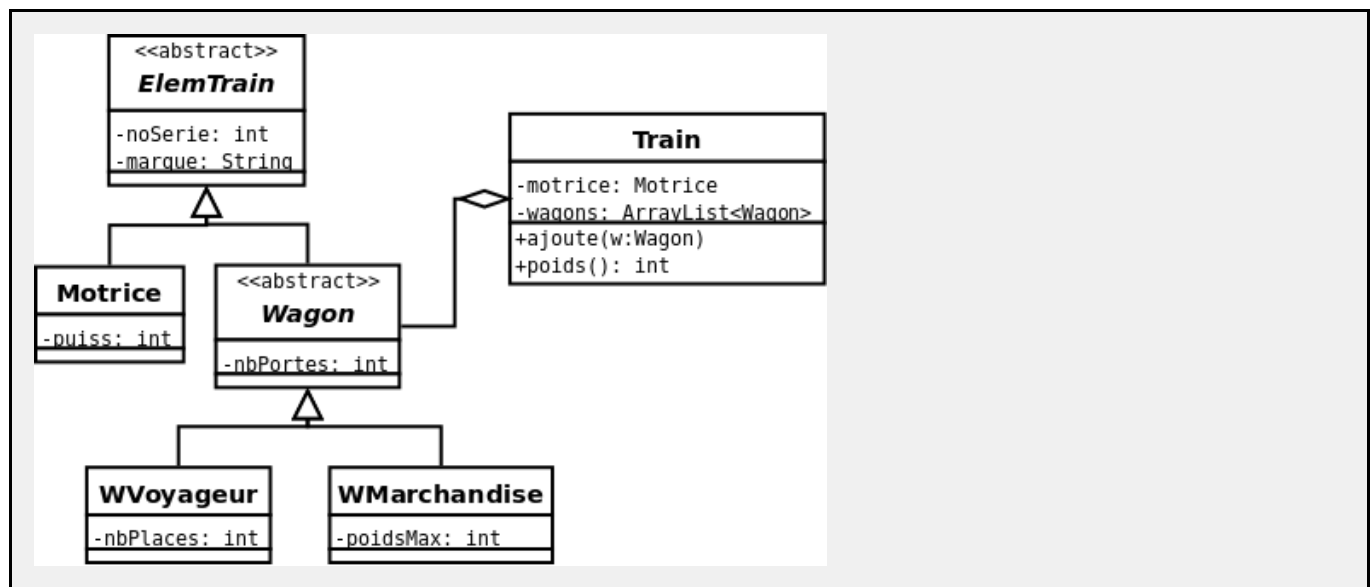 <<abstract>>
ElemTrain
-noSerie: int
-marque: String
Train
-motrice: Motrice
-wagons: ArrayList<Wagon>
+ajoute(w:Wagon)
+poids(): int
Motrice
-puiss: int
<<abstract>>
Wagon
-nbPortes: int
WVoyageur
-nbPlaces: int
WMarchandise
-poidsMax: int